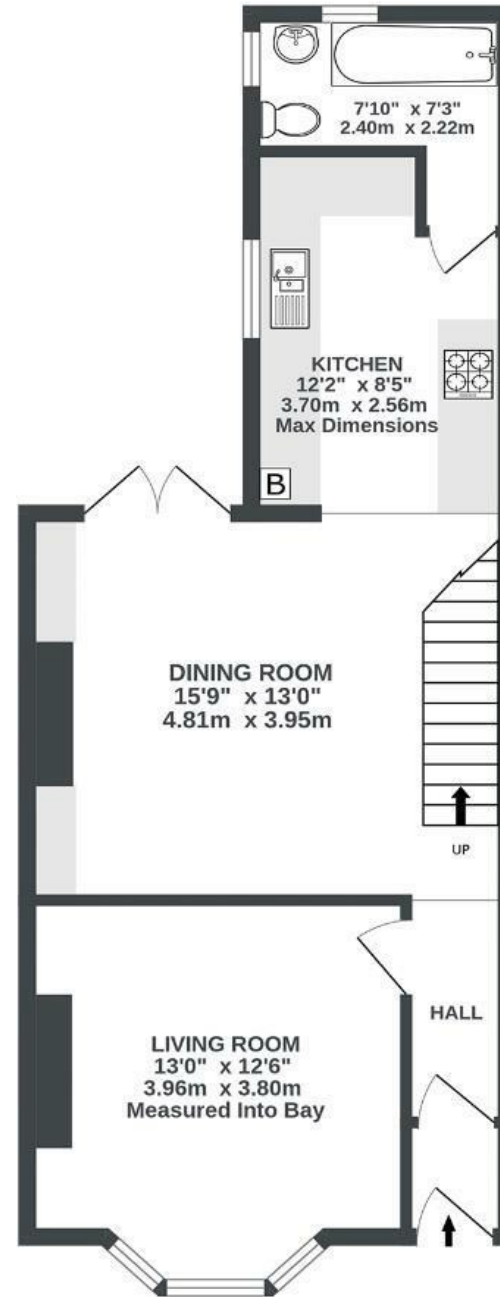 7'10" x 7'3"
2.40m x 2.22m
KITCHEN
12'2" x 8'5"
3.70m x 2.56m
Max Dimensions
B
DINING ROOM
15'9" x 13'0"
4.81m x 3.95m
UP
HALL
LIVING ROOM
13'0" x 12'6"
3.96m x 3.80m
Measured Into Bay